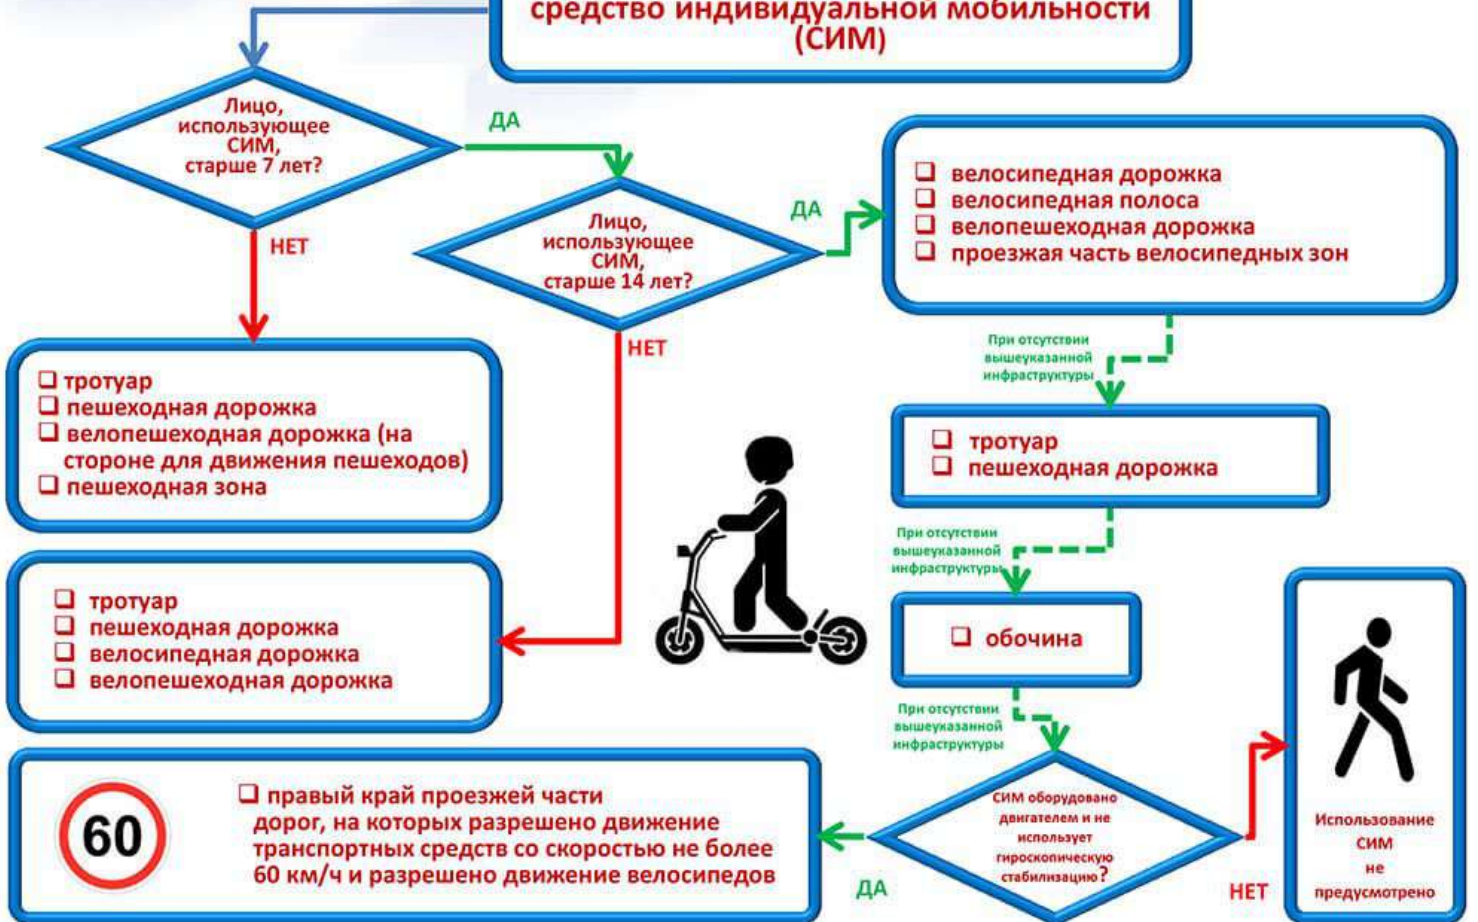 средство индивидуальной мобильности
(СИМ)
Лицо,
использующее
СИМ,
старше 7 лет?
ДА
НЕТ
Лицо,
использующее
СИМ,
старше 14 лет?
ДА
НЕТ
велосипедная дорожка
велосипедная полоса
велопешеходная дорожка
проезжая часть велосипедных зон
При отсутствии
вышеуказанной
инфраструктуры
тротуар
пешеходная дорожка
велопешеходная дорожка (на
стороне для движения пешеходов)
пешеходная зона
тротуар
пешеходная дорожка
При отсутствии
вышеуказанной
инфраструктуры
тротуар
пешеходная дорожка
велосипедная дорожка
велопешеходная дорожка
обочина
При отсутствии
вышеуказанной
инфраструктуры
60
правый край проезжей части
дорог, на которых разрешено движение
транспортных средств со скоростью не более
60 км/ч и разрешено движение велосипедов
ДА
СИМ оборудовано
двигателем и не
использует
гироскопическую
стабилизацию?
НЕТ
Использование
СИМ
не
предусмотрено